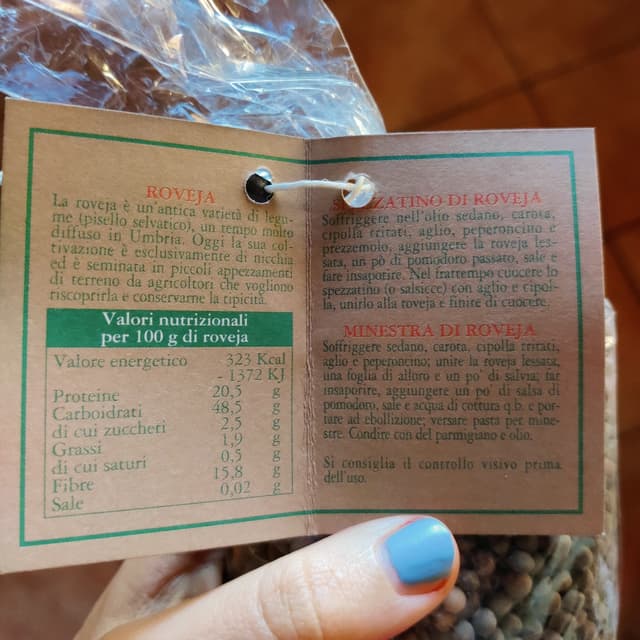 ROVEJA
La roveja è un'antica varietà di legu-
me (pisello selvatico), un tempo molto
diffuso in Umbria. Oggi la sua col-
tivazione è esclusivamente di nicchia
ed è seminata in piccoli appezzamenti
di terreno da agricoltori che vogliono
riscoprirla e conservarne la tipicità.
Valori nutrizionali
per 100 g di roveja
Valore energetico 323 Kcal
- 1372 KJ
Proteine 20,5 g
Carboidrati 48,5 g
di cui zuccheri 2,5 g
Grassi 1,9 g
di cui saturi 0,5 g
Fibre 15,8 g
Sale 0,02 g
DI ROVEJA
Soffriggere nell'olio sedano, carota,
cipolla tritati, aglio, peperoncino e
prezzemolo, aggiungere la roveja les-
sata, un pò di pomodoro passato, sale e
fare insaporire. Nel frattempo cuocere lo
spezzatino (o salsicce) con aglio e cipol-
la, unirlo alla roveja e finire di cuocere.
MINESTRA DI ROVEJA
Soffriggere sedano, carota, cipolla tritati,
aglio e peperoncino; unite la roveja lessata,
una foglia di alloro e un po' di salvia; far
insaporire, aggiungere un po' di salsa di
pomodoro, sale e acqua di cottura q.b. e por-
tare ad ebollizione; versare pasta per mine-
stre. Condire con del parmigiano e olio.
Si consiglia il controllo visivo prima
dell'uso.